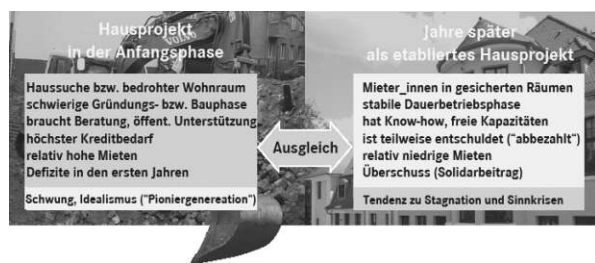 Hausprojekt
in der Anfangsphase
Haussuche bzw. bedrohter Wohnraum
schwierige Gründungs- bzw. Bauphase
braucht Beratung, öffent. Unterstützung
höchster Kreditbedarf
relativ hohe Mieten
Defizite in den ersten Jahren
Schwung, Idealismus ("Pioniergenereation")
Ausgleich
Jahre später
als etabliertes Hausprojekt
Mieter_innen in gesicherten Räumen
stabile Dauerbetriebsphase
hat Know-how, freie Kapazitäten
ist teilweise entschuldet ("abbezahlt")
relativ niedrige Mieten
Überschuss (Solidarbeitrag)
Tendenz zu Stagnation und Sinnkrisen